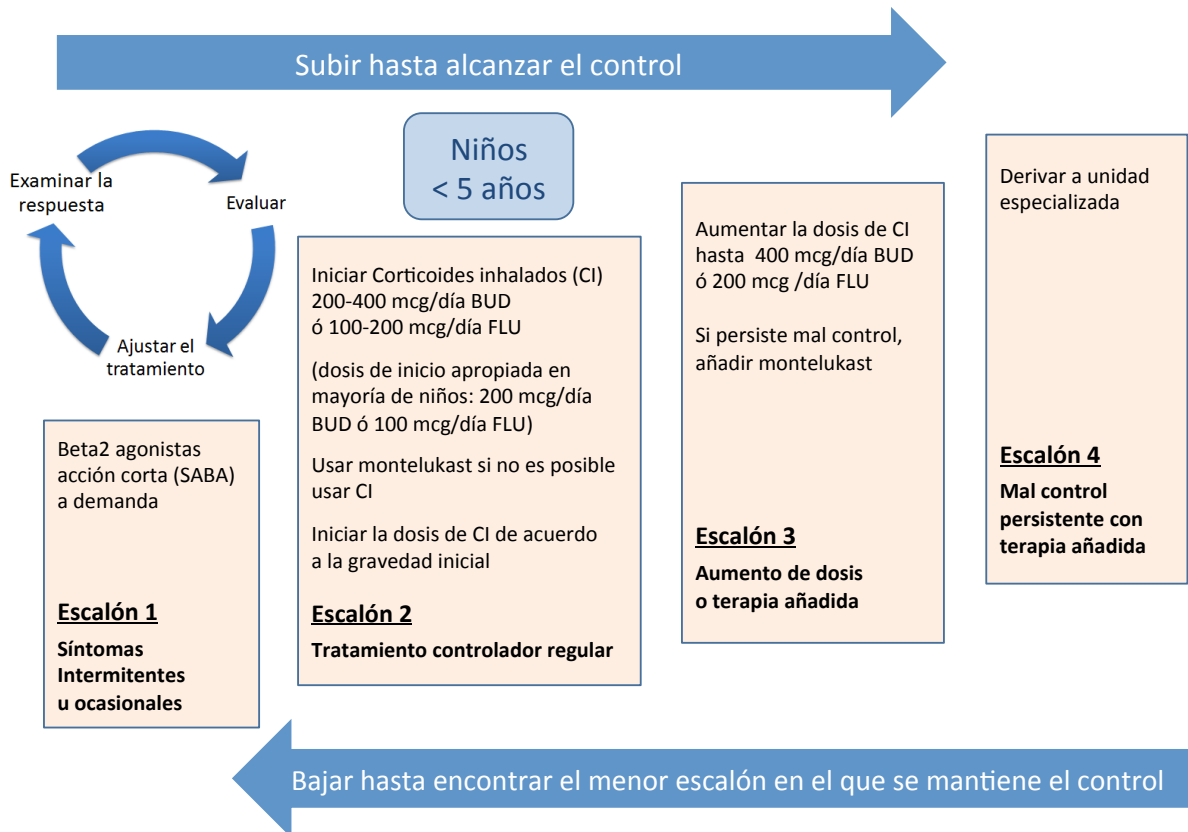 Subir hasta alcanzar el control
Examinar la
respuesta
Evaluar
Ajustar el
tratamiento
Niños
< 5 años
Beta2 agonistas
acción corta (SABA)
a demanda
Escalón 1
Síntomas
Intermitentes
u ocasionales
Iniciar Corticoides inhalados (CI)
200-400 mcg/día BUD
ó 100-200 mcg/día FLU
(dosis de inicio apropiada en
mayoría de niños: 200 mcg/día
BUD ó 100 mcg/día FLU)
Usar montelukast si no es posible
usar CI
Iniciar la dosis de CI de acuerdo
a la gravedad inicial
Escalón 2
Tratamiento controlador regular
Aumentar la dosis de CI
hasta 400 mcg/día BUD
ó 200 mcg /día FLU
Si persiste mal control,
añadir montelukast
Escalón 3
Aumento de dosis
o terapia añadida
Derivar a unidad
especializada
Escalón 4
Mal control
persistente con
terapia añadida
Bajar hasta encontrar el menor escalón en el que se mantiene el control